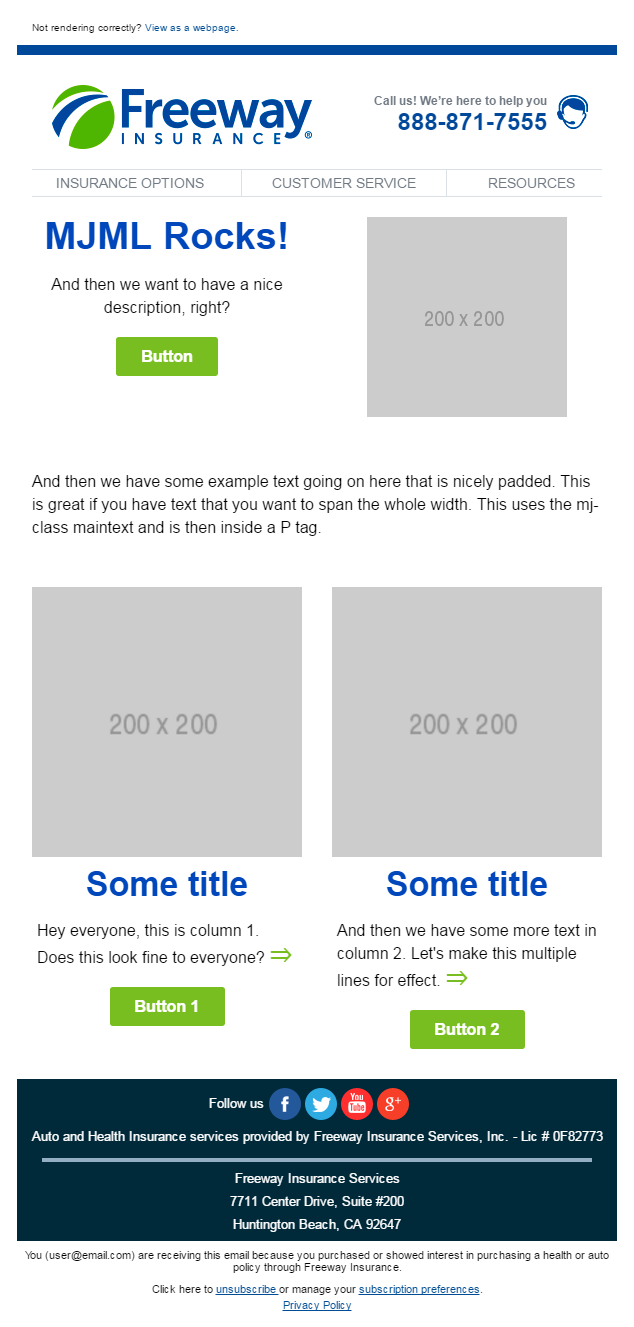 Not rendering correctly? View as a webpage.
Freeway
INSURANCE®
Call us! We're here to help you
888-871-7555
INSURANCE OPTIONS
CUSTOMER SERVICE
RESOURCES
MJML Rocks!
And then we want to have a nice
description, right?
Button
200 x 200
And then we have some example text going on here that is nicely padded. This
is great if you have text that you want to span the whole width. This uses the mj-
class maintext and is then inside a P tag.
200 x 200
Some title
Hey everyone, this is column 1.
Does this look fine to everyone? ⇒
Button 1
200 x 200
Some title
And then we have some more text in
column 2. Let's make this multiple
lines for effect. ⇒
Button 2
Follow us
f
You
Tube
g+
Auto and Health Insurance services provided by Freeway Insurance Services, Inc. - Lic # 0F82773
Freeway Insurance Services
7711 Center Drive, Suite #200
Huntington Beach, CA 92647
You (user@email.com) are receiving this email because you purchased or showed interest in purchasing a health or auto
policy through Freeway Insurance.
Click here to unsubscribe or manage your subscription preferences.
Privacy Policy